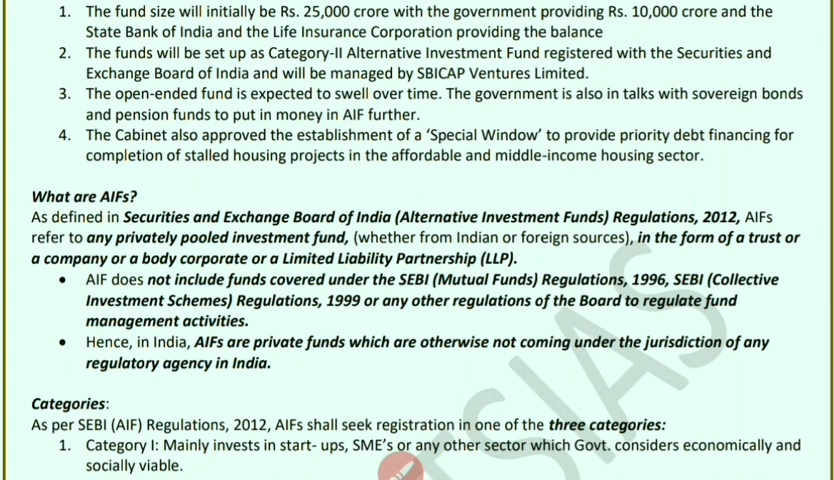 1. The fund size will initially be Rs. 25,000 crore with the government providing Rs. 10,000 crore and the
State Bank of India and the Life Insurance Corporation providing the balance
2. The funds will be set up as Category-II Alternative Investment Fund registered with the Securities and
Exchange Board of India and will be managed by SBICAP Ventures Limited.
3. The open-ended fund is expected to swell over time. The government is also in talks with sovereign bonds
and pension funds to put in money in AIF further.
4. The Cabinet also approved the establishment of a ‘Special Window’ to provide priority debt financing for
completion of stalled housing projects in the affordable and middle-income housing sector.
What are AIFs?
As defined in Securities and Exchange Board of India (Alternative Investment Funds) Regulations, 2012, AIFs
refer to any privately pooled investment fund, (whether from Indian or foreign sources), in the form of a trust or
a company or a body corporate or a Limited Liability Partnership (LLP).
• AIF does not include funds covered under the SEBI (Mutual Funds) Regulations, 1996, SEBI (Collective
Investment Schemes) Regulations, 1999 or any other regulations of the Board to regulate fund
management activities.
• Hence, in India, AIFs are private funds which are otherwise not coming under the jurisdiction of any
regulatory agency in India.
Categories:
As per SEBI (AIF) Regulations, 2012, AIFs shall seek registration in one of the three categories:
1. Category I: Mainly invests in start- ups, SME’s or any other sector which Govt. considers economically and
socially viable.